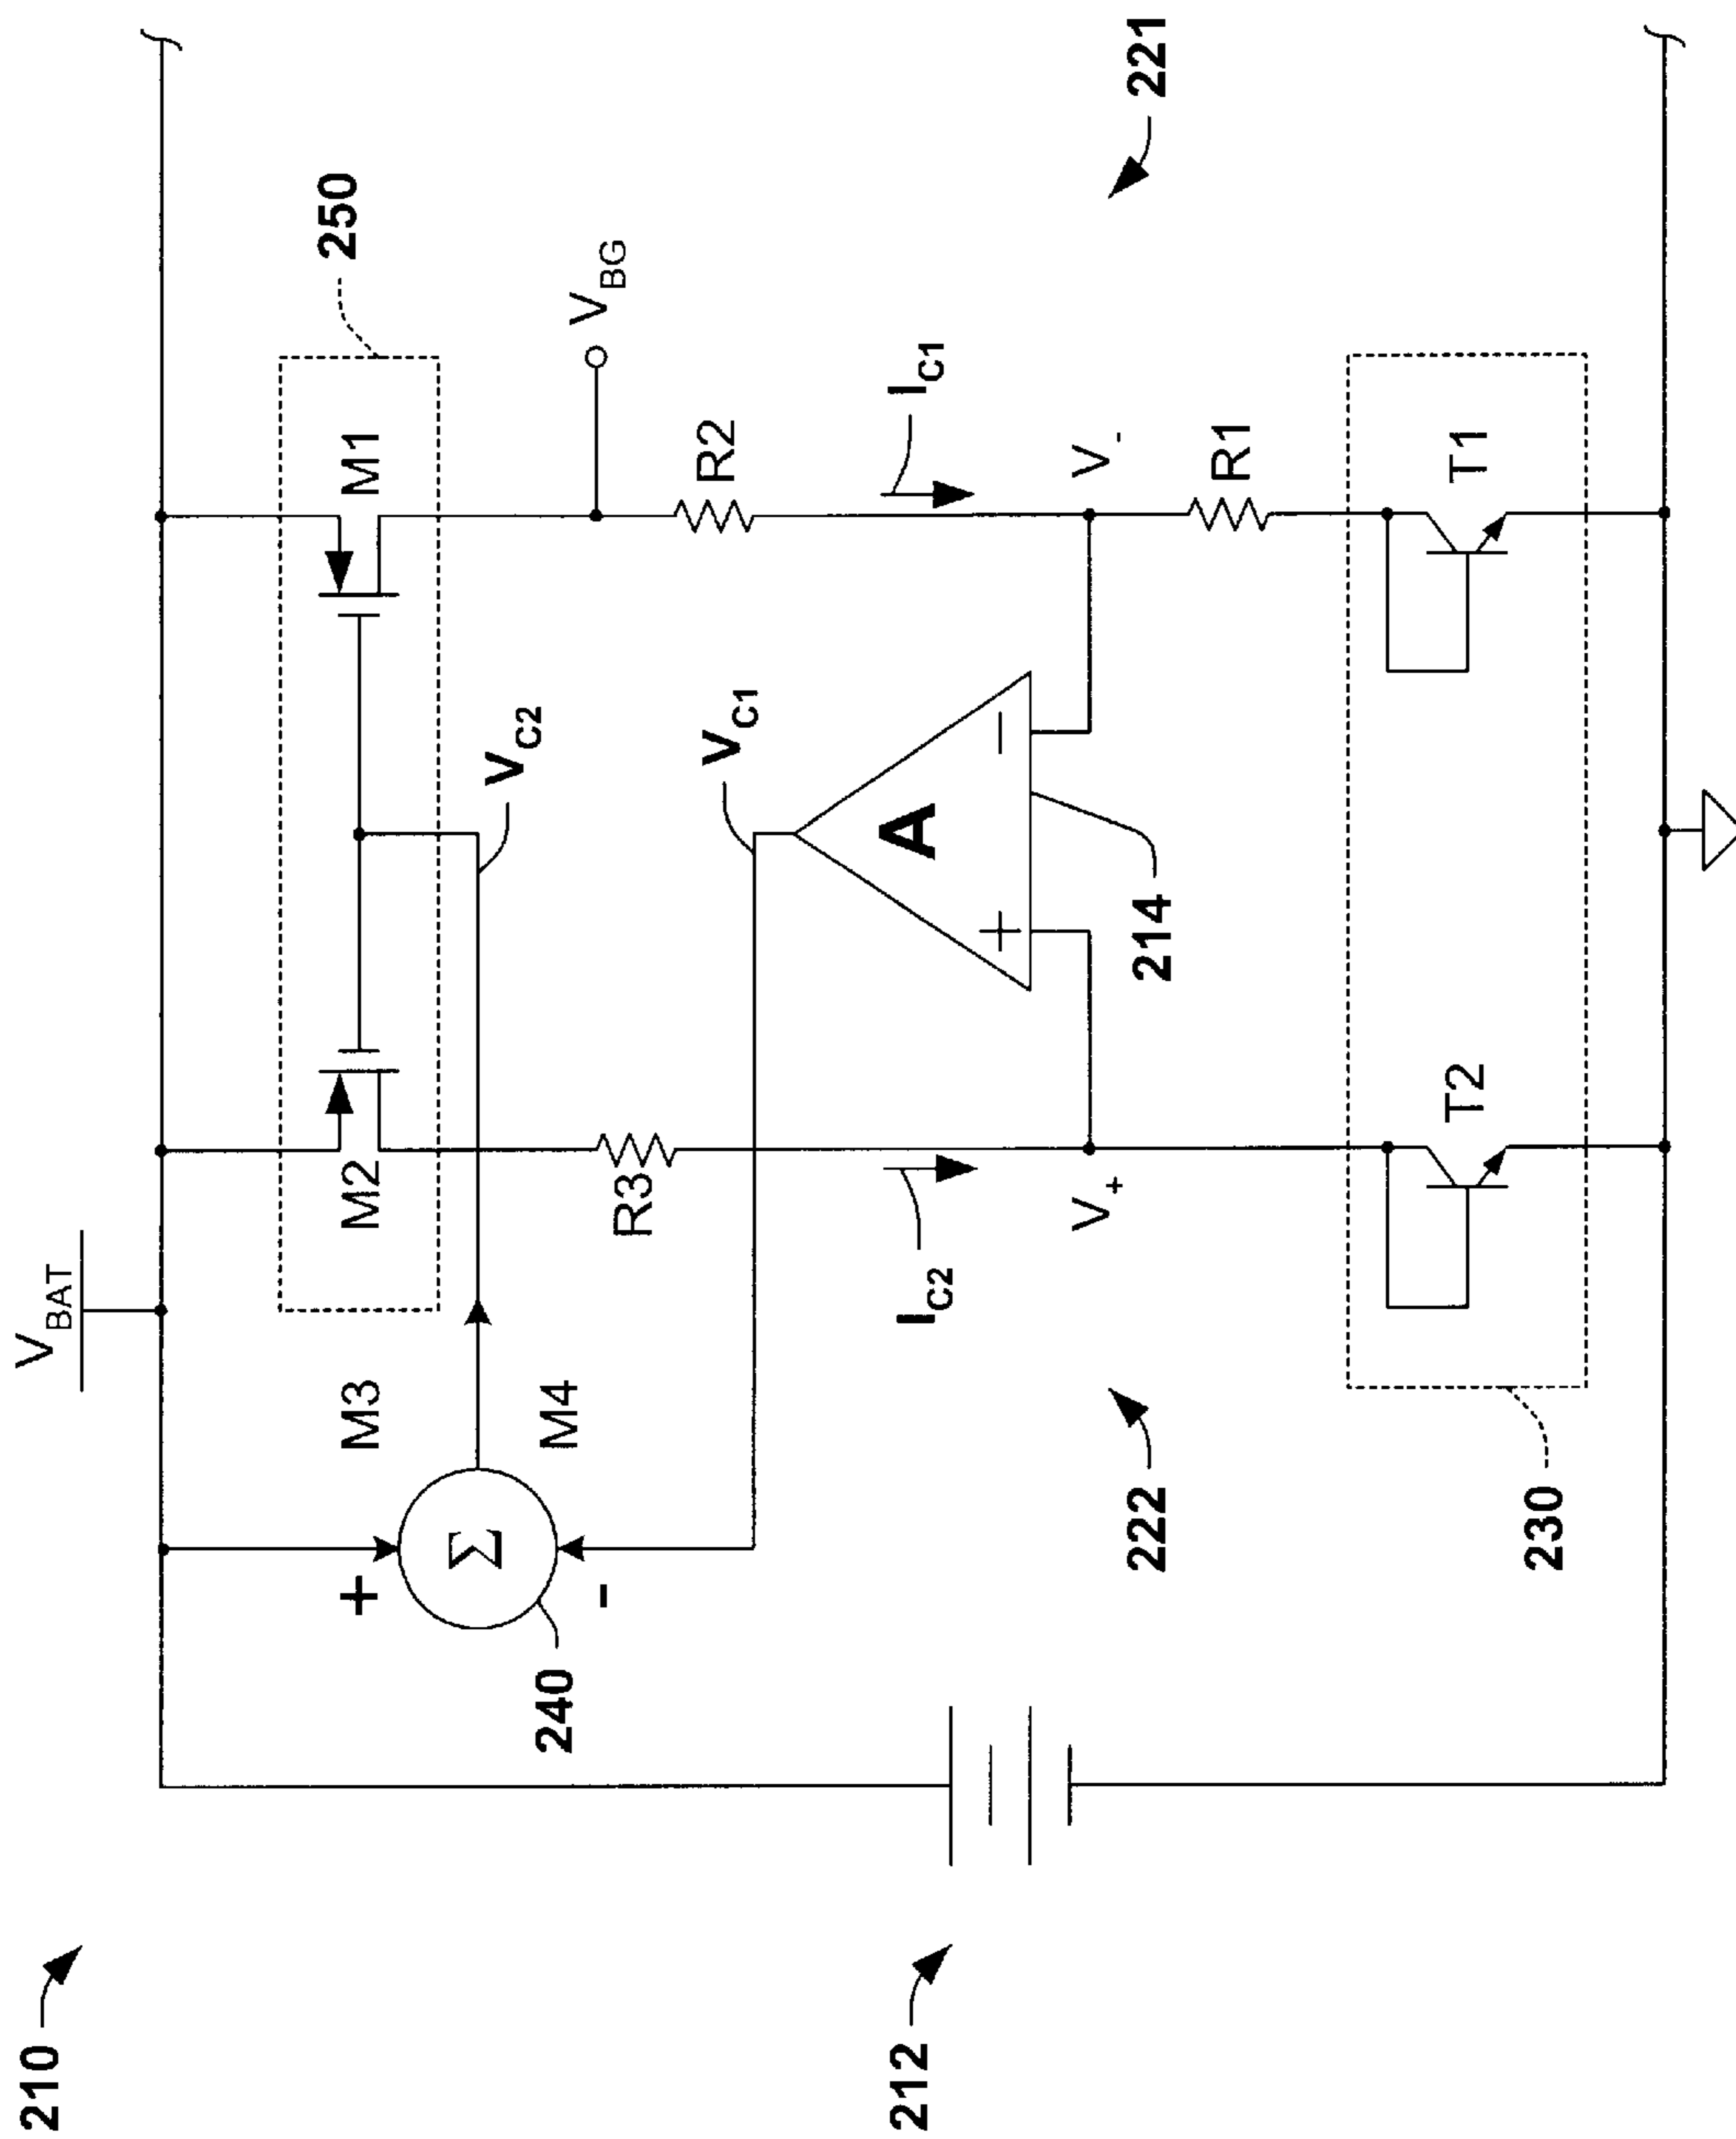 210
V_BAT
M3
M2
M1
250
Σ
+
-
240
M4
V_C2
R3
V_BG
R2
V_C1
212
A
I_C2
I_C1
+
−
V_+
V_-
222
214
221
R1
T2
T1
230